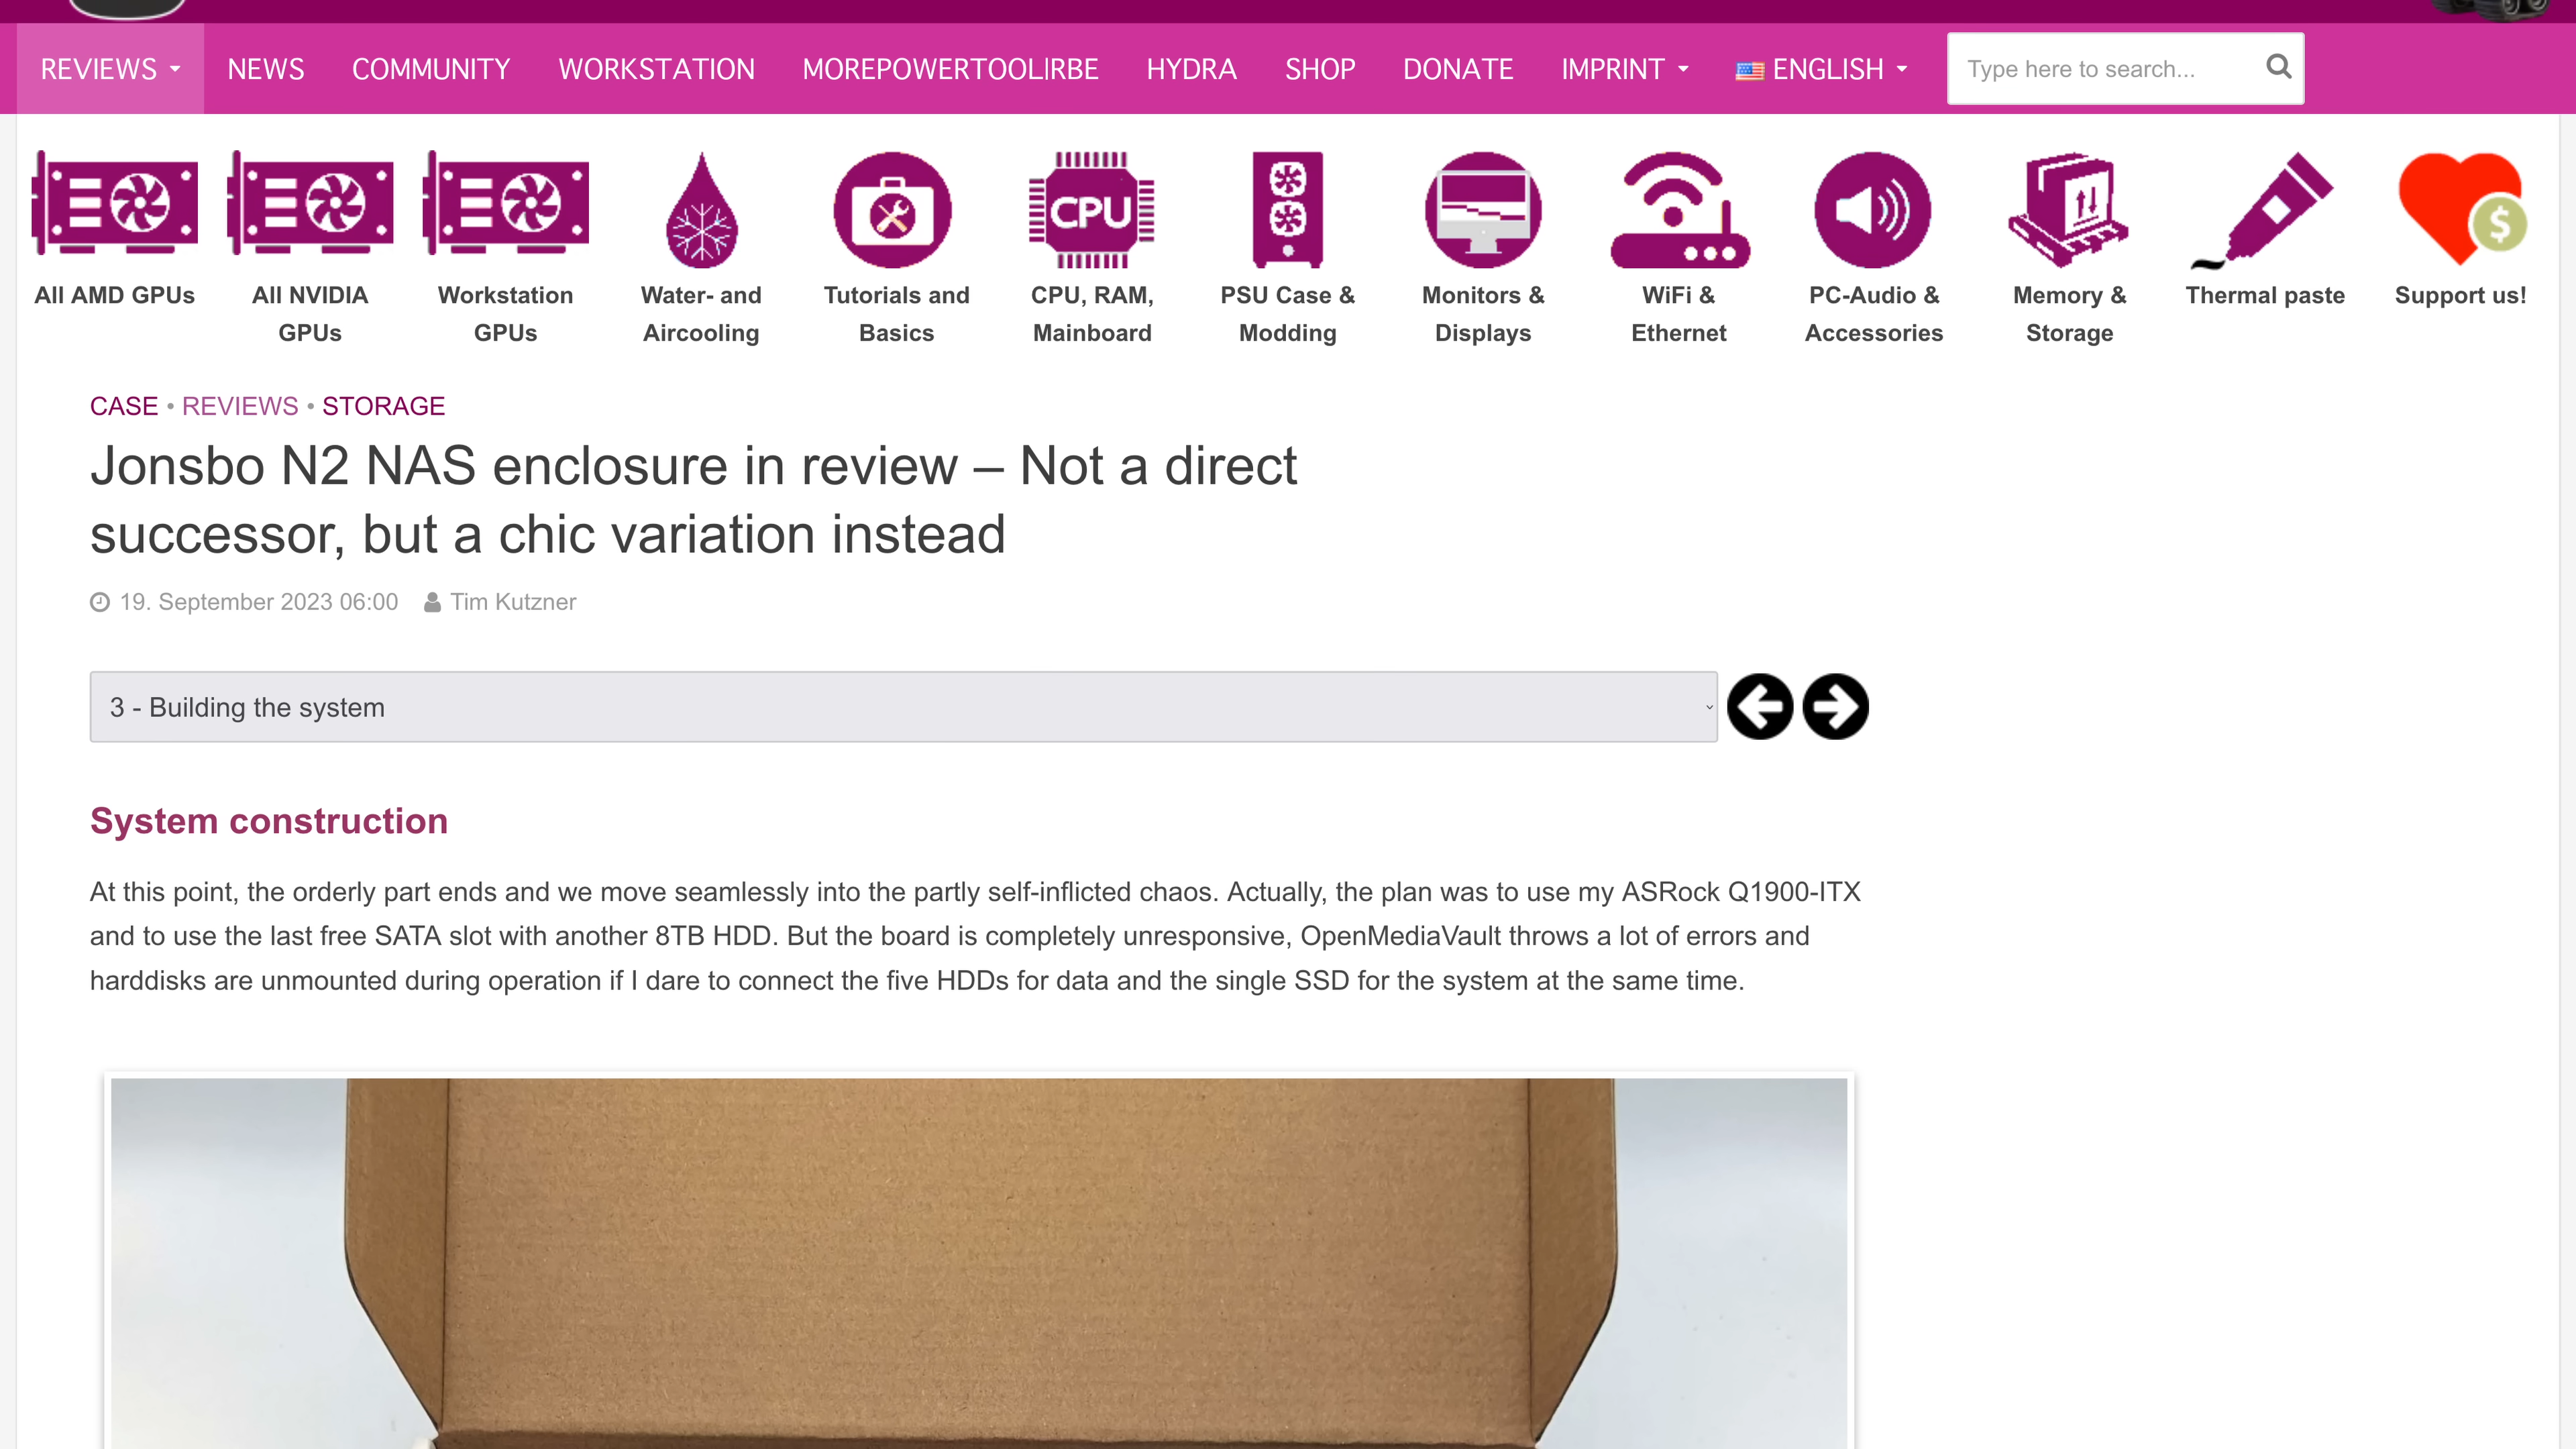 REVIEWS NEWS COMMUNITY WORKSTATION MOREPOWERTOOL|RBE HYDRA SHOP DONATE IMPRINT ENGLISH Type here to search...
All AMD GPUs
All NVIDIA
GPUs
Workstation
GPUs
Water- and
Aircooling
Tutorials and
Basics
CPU
CPU, RAM,
Mainboard
PSU Case &
Modding
Monitors &
Displays
WiFi &
Ethernet
PC-Audio &
Accessories
Memory &
Storage
Thermal paste
$
Support us!
CASE • REVIEWS • STORAGE
Jonsbo N2 NAS enclosure in review – Not a direct
successor, but a chic variation instead
19. September 2023 06:00 Tim Kutzner
3 - Building the system
System construction
At this point, the orderly part ends and we move seamlessly into the partly self-inflicted chaos. Actually, the plan was to use my ASRock Q1900-ITX
and to use the last free SATA slot with another 8TB HDD. But the board is completely unresponsive, OpenMediaVault throws a lot of errors and
harddisks are unmounted during operation if I dare to connect the five HDDs for data and the single SSD for the system at the same time.